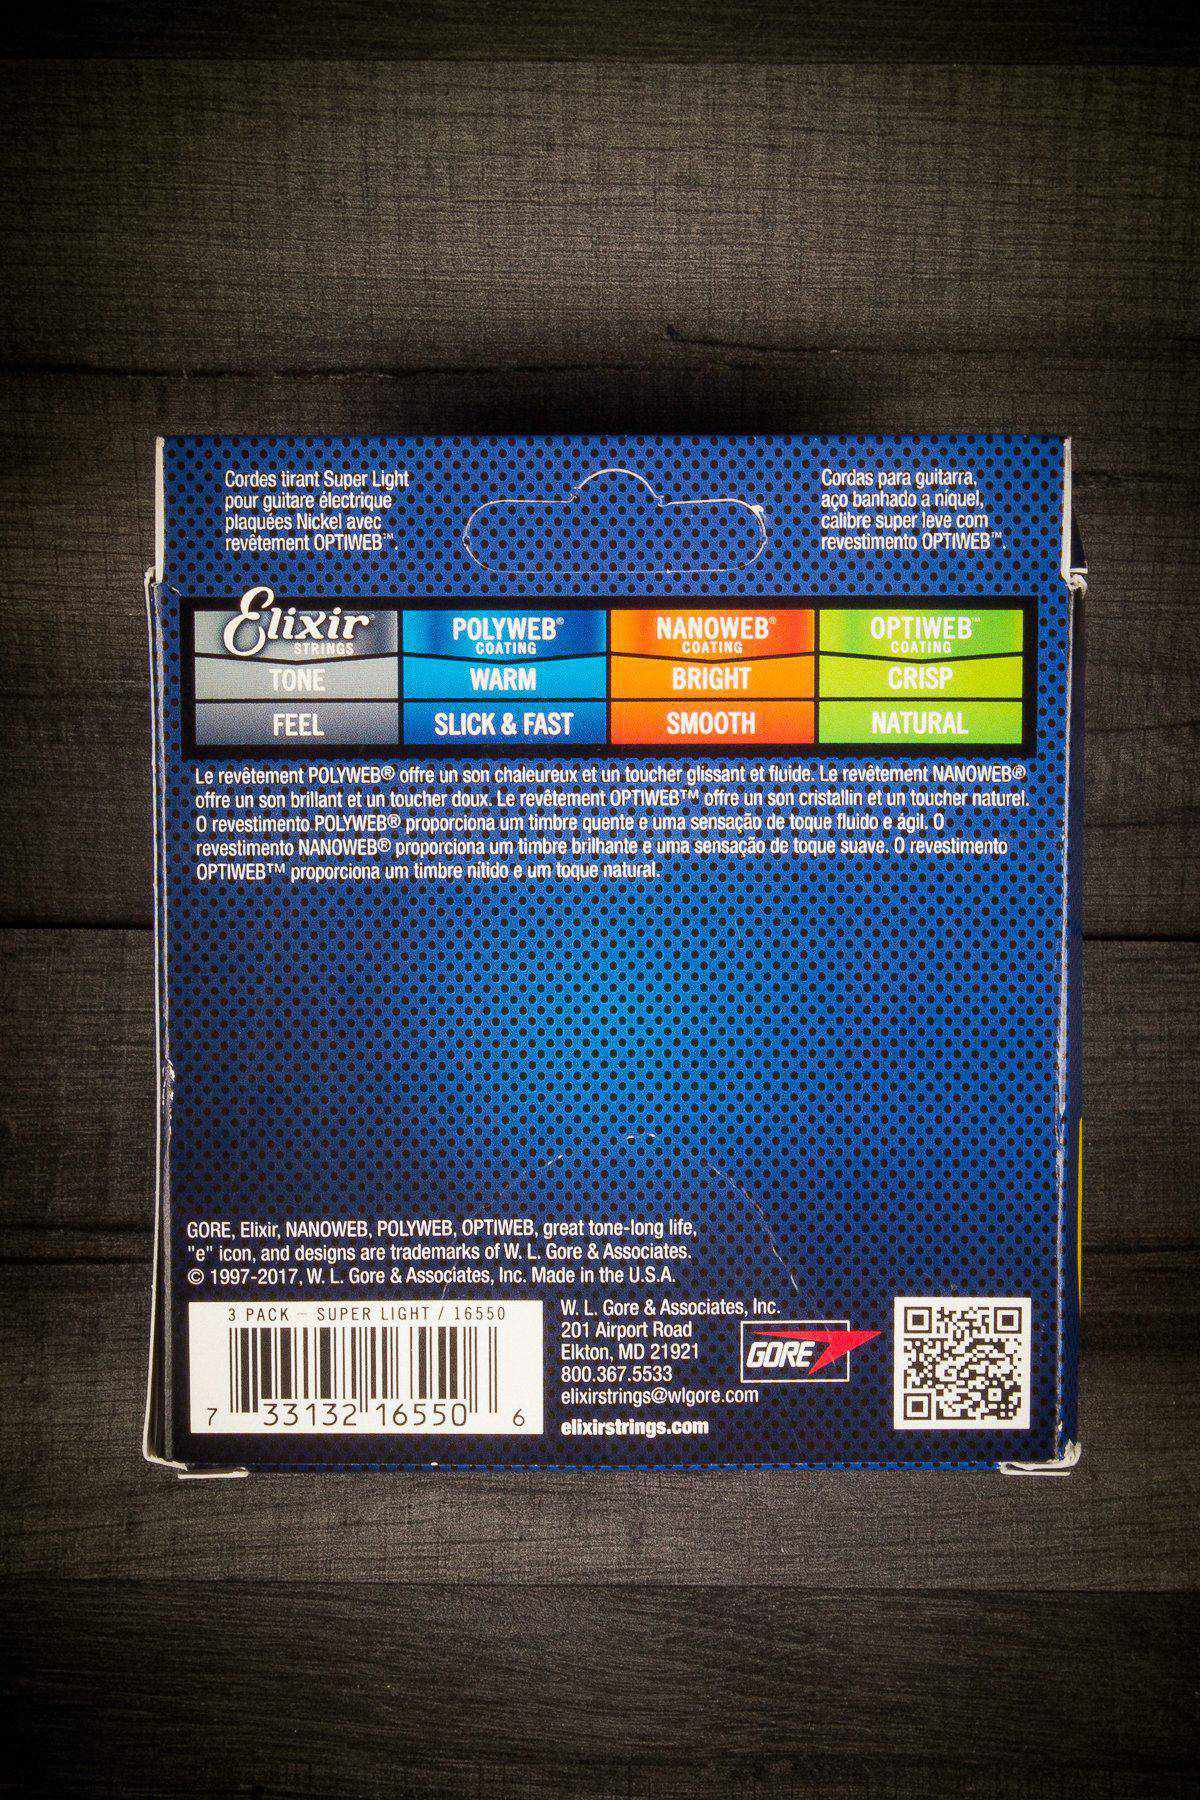 Cordes tirant Super Light
pour guitare électrique
plaquées Nickel avec
revêtement OPTIWEB™.
Cordas para guitarra,
aço banhado a níquel,
calibre super leve com
revestimento OPTIWEB™.
Elixir®
STRINGS
POLYWEB®
COATING
NANOWEB®
COATING
OPTIWEB™
COATING
TONE WARM BRIGHT CRISP
FEEL SLICK & FAST SMOOTH NATURAL
Le revêtement POLYWEB® offre un son chaleureux et un toucher glissant et fluide. Le revêtement NANOWEB®
offre un son brillant et un toucher doux. Le revêtement OPTIWEB™ offre un son cristallin et un toucher naturel.
O revestimento POLYWEB® proporciona um timbre quente e uma sensação de toque fluido e ágil. O
revestimento NANOWEB® proporciona um timbre brilhante e uma sensação de toque suave. O revestimento
OPTIWEB™ proporciona um timbre nítido e um toque natural.
GORE, Elixir, NANOWEB, POLYWEB, OPTIWEB, great tone-long life,
"e" icon, and designs are trademarks of W. L. Gore & Associates.
© 1997-2017, W. L. Gore & Associates, Inc. Made in the U.S.A.
3 PACK - SUPER LIGHT / 16550
7 33132 16550 6
W. L. Gore & Associates, Inc.
201 Airport Road
Elkton, MD 21921
800.367.5533
elixirstrings@wlgore.com
elixirstrings.com
GORE